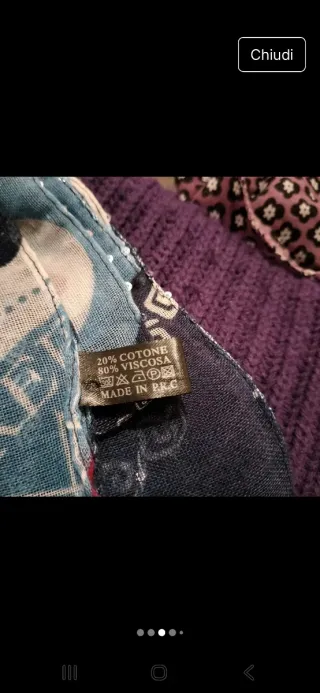 Chiudi
20% COTONE
80% VISCOSA
MADE IN P.R.C